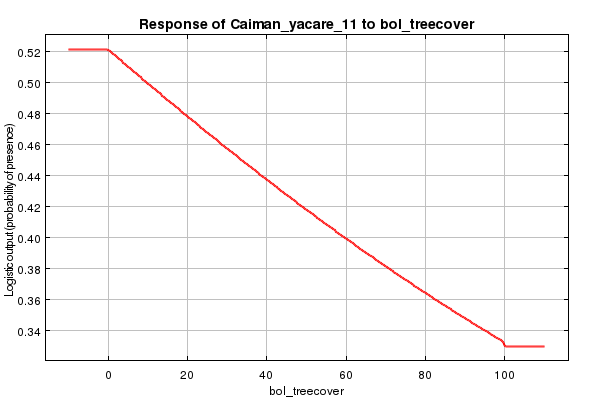 Response of Caiman_yacare_11 to bol_treecover
Logistic output (probability of presence)
0.52
0.50
0.48
0.46
0.44
0.42
0.40
0.38
0.36
0.34
0 20 40 60 80 100
bol_treecover